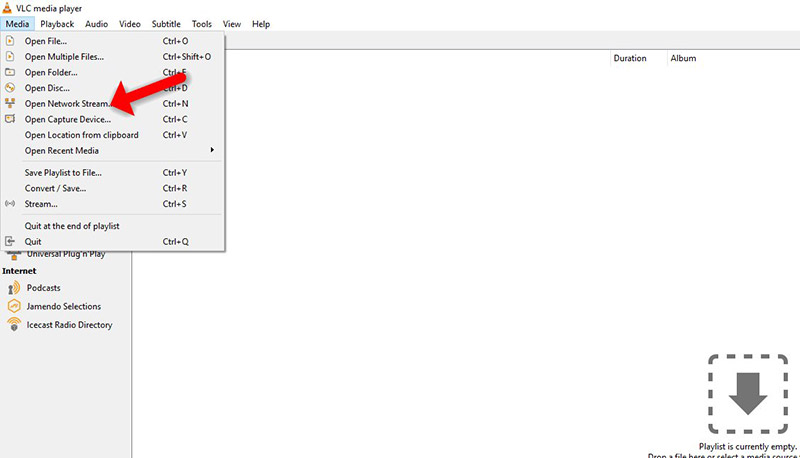 VLC media player
Media Playback Audio Video Subtitle Tools View Help
Duration Album
Open File... Ctrl+O
Open Multiple Files... Ctrl+Shift+O
Open Folder... Ctrl+F
Open Disc... Ctrl+D
Open Network Stream... Ctrl+N
Open Capture Device... Ctrl+C
Open Location from clipboard Ctrl+V
Open Recent Media
Save Playlist to File... Ctrl+Y
Convert / Save... Ctrl+R
Stream... Ctrl+S
Quit at the end of playlist
Quit Ctrl+Q
Universal Plug'n'Play
Internet
Podcasts
Jamendo Selections
Icecast Radio Directory
Playlist is currently empty.
Drop a file here or select a media source